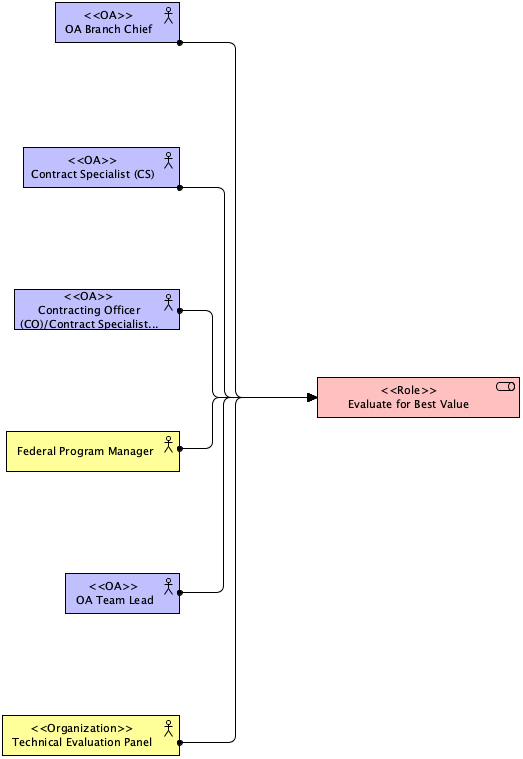 <<OA>>
OA Branch Chief
<<OA>>
Contract Specialist (CS)
<<OA>>
Contracting Officer
(CO)/Contract Specialist...
<<Role>>
Evaluate for Best Value
Federal Program Manager
<<OA>>
OA Team Lead
<<Organization>>
Technical Evaluation Panel